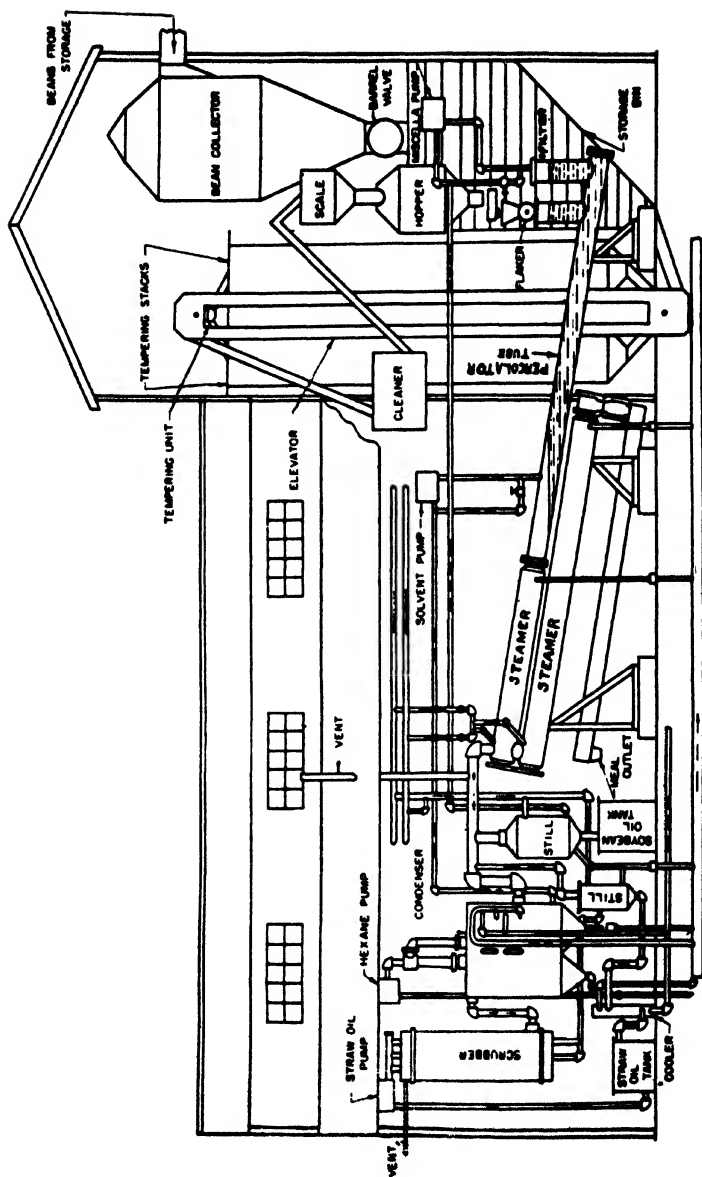 BEANS FROM
STORAGE
BEAN COLLECTOR
BARREL
VALVE
MISCELLA PUMP
SCALE
HOPPER
FILTER
STORAGE
BIN
FLAKER
TEMPERING STACKS
TEMPERING UNIT
ELEVATOR
CLEANER
PERCOLATOR
TUBE
SOLVENT PUMP
STEAMER
STEAMER
MEAL
OUTLET
VENT
CONDENSER
STILL
SOYBEAN
OIL
TANK
STILL
HEXANE PUMP
STRAW OIL
PUMP
SCRUBBER
STRAW
OIL
TANK
COOLER
VENT